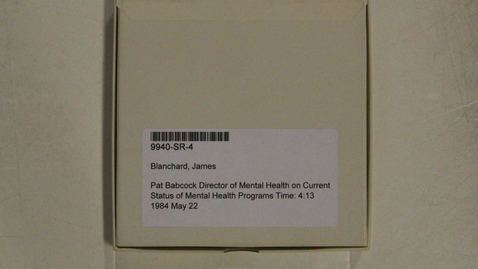 9940-SR-4
Blanchard, James
Pat Babcock Director of Mental Health on Current
Status of Mental Health Programs Time: 4:13
1984 May 22